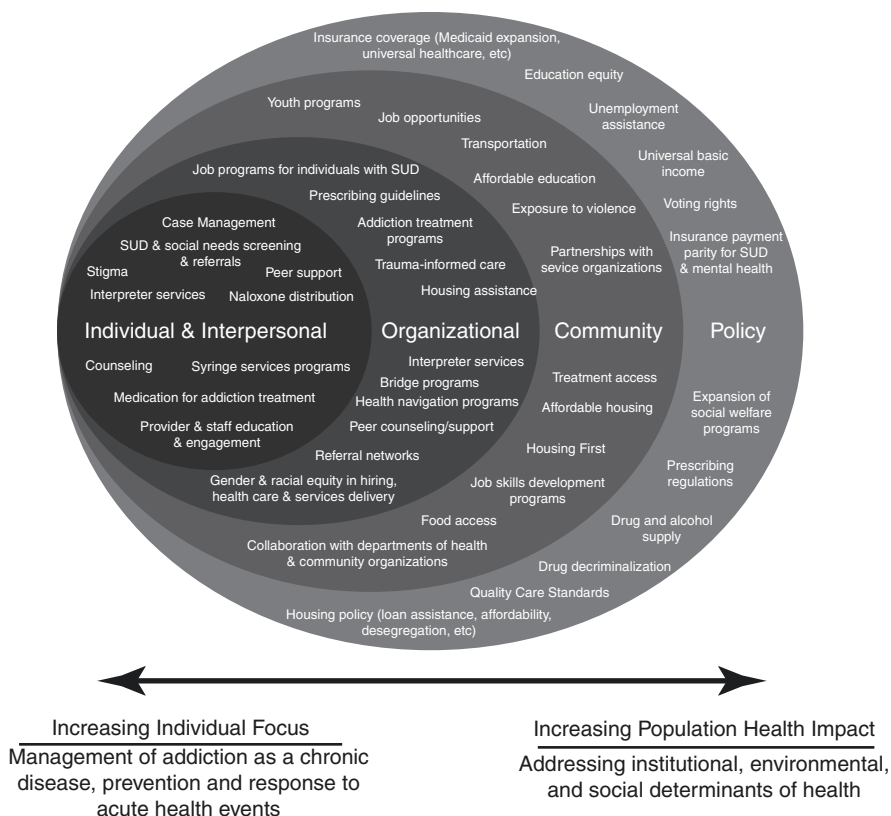 Insurance coverage (Medicaid expansion,
universal healthcare, etc)
Education equity
Youth programs
Job opportunities
Unemployment
assistance
Transportation
Universal basic
income
Job programs for individuals with SUD
Affordable education
Prescribing guidelines
Exposure to violence
Voting rights
Case Management
Addiction treatment
programs
SUD & social needs screening
& referrals
Insurance payment
parity for SUD
& mental health
Partnerships with
sevice organizations
Stigma
Peer support
Trauma-informed care
Interpreter services
Naloxone distribution
Housing assistance
Individual & Interpersonal
Organizational
Community
Policy
Counseling
Syringe services programs
Interpreter services
Bridge programs
Treatment access
Medication for addiction treatment
Health navigation programs
Affordable housing
Expansion of
social welfare
programs
Provider & staff education
& engagement
Peer counseling/support
Housing First
Referral networks
Prescribing
regulations
Gender & racial equity in hiring,
health care & services delivery
Job skills development
programs
Food access
Drug and alcohol
supply
Collaboration with departments of health
& community organizations
Drug decriminalization
Quality Care Standards
Housing policy (loan assistance, affordability,
desegregation, etc)
Increasing Individual Focus
Management of addiction as a chronic
disease, prevention and response to
acute health events
Increasing Population Health Impact
Addressing institutional, environmental,
and social determinants of health